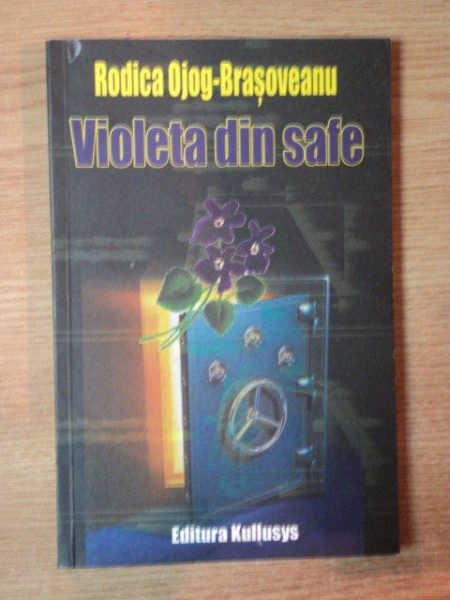 Rodica Ojog-Brașoveanu
Violeta din safe
Editura Kullusys